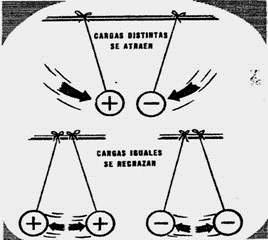 CARGAS DISTINTAS
SE ATRAEN
+ −
CARGAS IGUALES
SE RECHAZAN
+ + − −